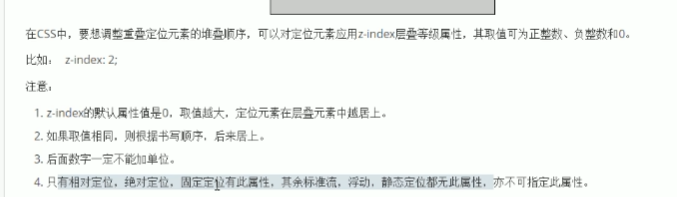 在CSS中，要想调整重叠定位元素的堆叠顺序，可以对定位元素应用z-index层叠等级属性，其取值可为正整数、负整数和0。
比如： z-index: 2;
注意：
1. z-index的默认属性值是0，取值越大，定位元素在层叠元素中越居上。
2. 如果取值相同，则根据书写顺序，后来居上。
3. 后面数字一定不能加单位。
4. 只有相对定位，绝对定位，固定定位有此属性，其余标准流，浮动，静态定位都无此属性，亦不可指定此属性。